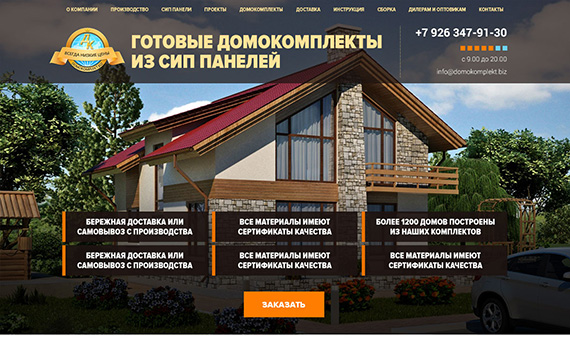 О КОМПАНИИ ПРОИЗВОДСТВО СИП-ПАНЕЛИ ПРОЕКТЫ ДОМОКОМПЛЕКТЫ ДОСТАВКА ИНСТРУКЦИЯ СБОРКА ДИЛЕРАМ И ОПТОВИКАМ КОНТАКТЫ
ДК
ВСЕГДА НИЗКИЕ ЦЕНЫ
ГОТОВЫЕ ДОМОКОМПЛЕКТЫ
ИЗ СИП ПАНЕЛЕЙ
+7 926 347-91-30
с 9.00 до 20.00
info@domokomplekt.biz
БЕРЕЖНАЯ ДОСТАВКА ИЛИ
САМОВЫВОЗ С ПРОИЗВОДСТВА
ВСЕ МАТЕРИАЛЫ ИМЕЮТ
СЕРТИФИКАТЫ КАЧЕСТВА
БОЛЕЕ 1200 ДОМОВ ПОСТРОЕНЫ
ИЗ НАШИХ КОМПЛЕКТОВ
БЕРЕЖНАЯ ДОСТАВКА ИЛИ
САМОВЫВОЗ С ПРОИЗВОДСТВА
ВСЕ МАТЕРИАЛЫ ИМЕЮТ
СЕРТИФИКАТЫ КАЧЕСТВА
ВСЕ МАТЕРИАЛЫ ИМЕЮТ
СЕРТИФИКАТЫ КАЧЕСТВА
ЗАКАЗАТЬ